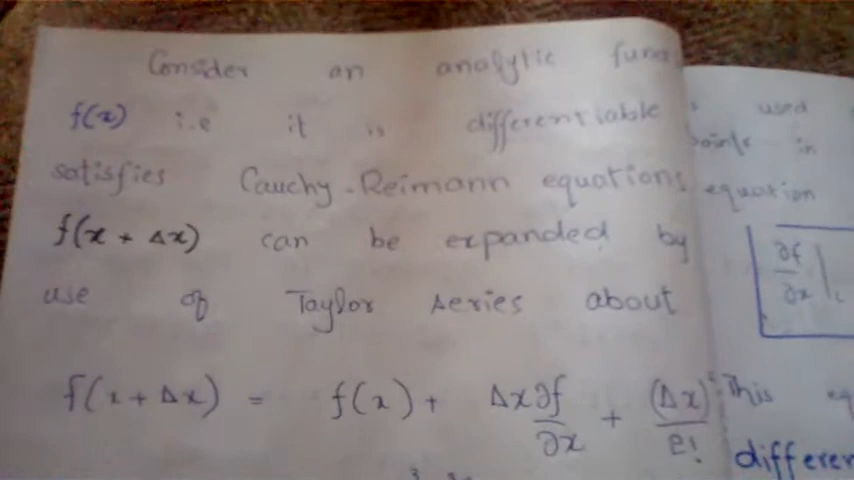 Consider an analytic func
f(x) i.e it is differentiable
satisfies Cauchy-Reimann equations
f(x + Δx) can be expanded by
use of Taylor series about
f(x + Δx) = f(x) + Δx ∂f/∂x + (Δx)²/2!
used
points in
equation
∂f/∂x |
This eq
differen